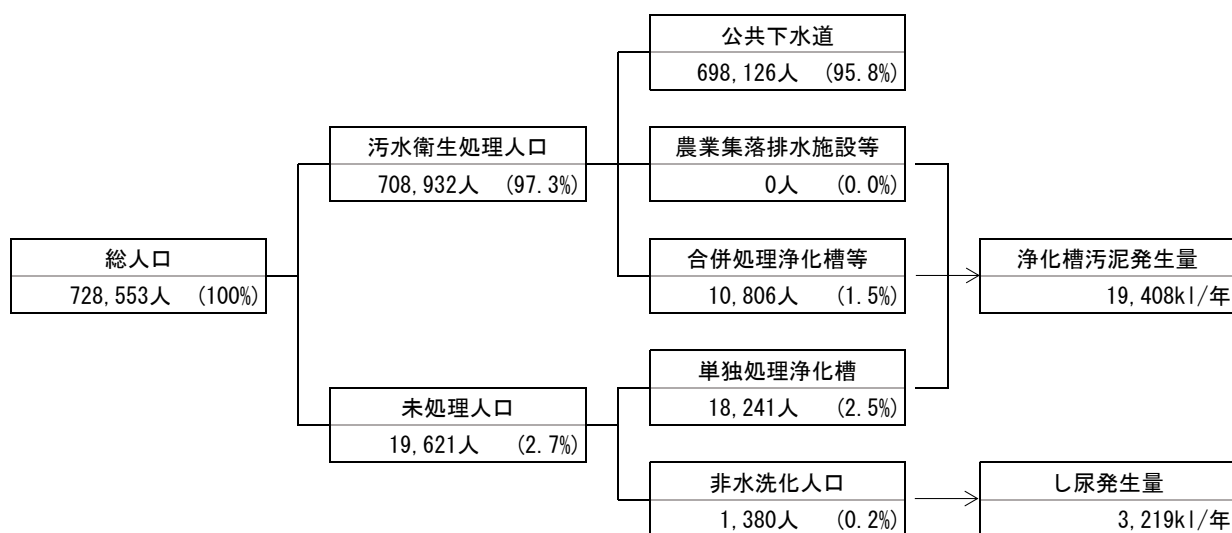 公共下水道
698,126人 (95.8%)
汚水衛生処理人口
708,932人 (97.3%)
農業集落排水施設等
0人 (0.0%)
総人口
728,553人 (100%)
合併処理浄化槽等
10,806人 (1.5%)
浄化槽汚泥発生量
19,408kl/年
単独処理浄化槽
18,241人 (2.5%)
未処理人口
19,621人 (2.7%)
非水洗化人口
1,380人 (0.2%)
し尿発生量
3,219kl/年